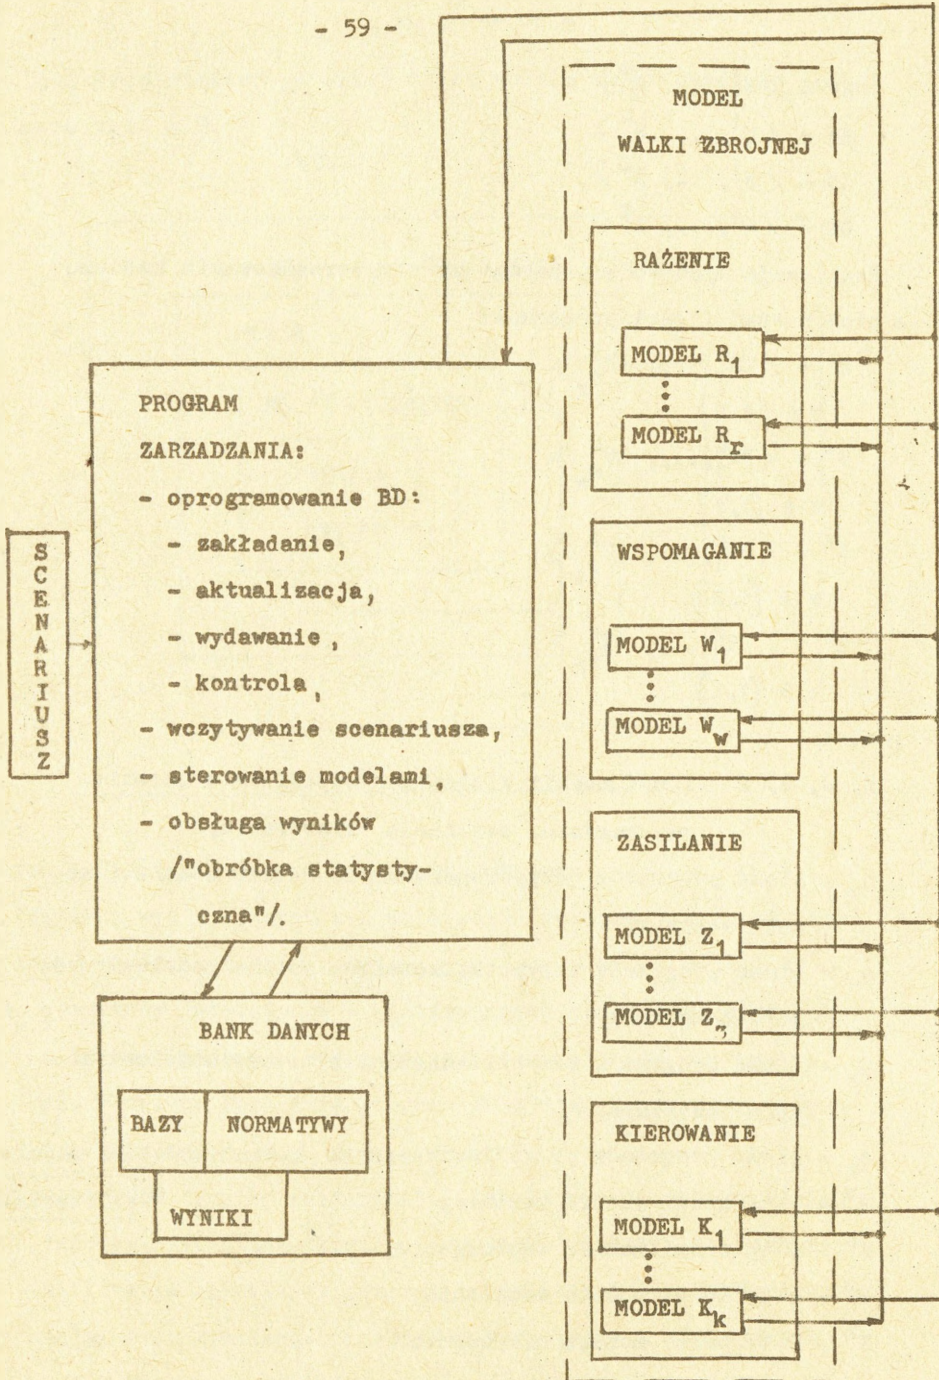 - 59 -
MODEL
WALKI ZBROJNEJ
RAŻENIE
MODEL R1
MODEL Rr
PROGRAM
ZARZADZANIA:
- oprogramowanie BD:
- zakładanie,
- aktualizacja,
- wydawanie,
- kontrola,
- wczytywanie scenariusza,
- sterowanie modelami,
- obsługa wyników
/"obróbka statysty-
czna"/.
SCENARIUSZ
WSPOMAGANIE
MODEL W1
MODEL Ww
ZASILANIE
MODEL Z1
MODEL Z
BANK DANYCH
BAZY
NORMATYWY
WYNIKI
KIEROWANIE
MODEL K1
MODEL Kk